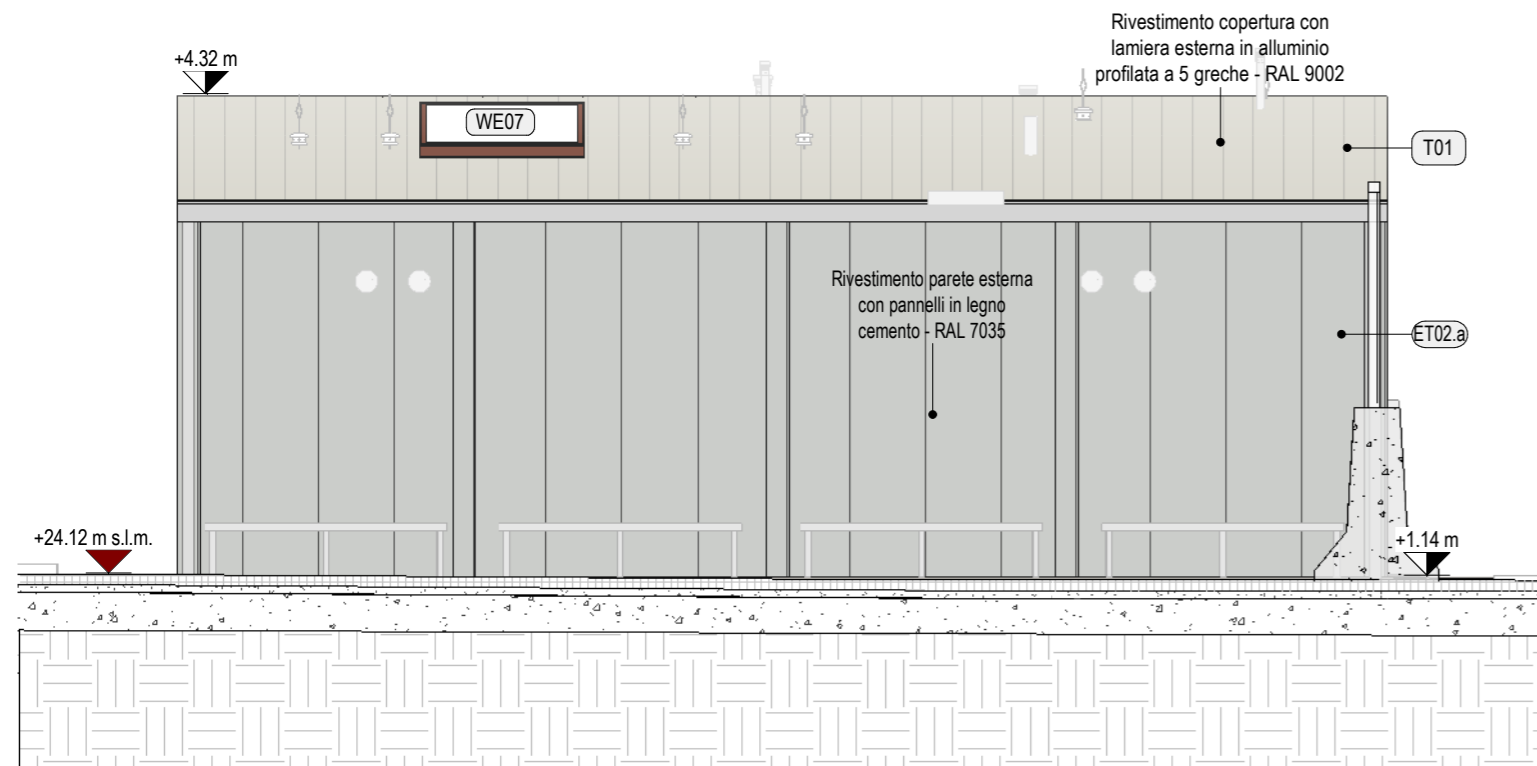 Rivestimento copertura con
lamiera esterna in alluminio
profilata a 5 greche - RAL 9002
+4.32 m
WE07
T01
Rivestimento parete esterna
con pannelli in legno
cemento - RAL 7035
ET02.a
+24.12 m s.l.m.
+1.14 m